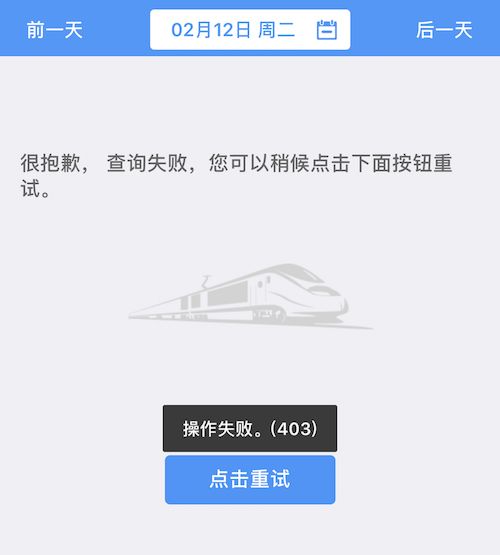 前一天
02月12日 周二
后一天
很抱歉， 查询失败，您可以稍候点击下面按钮重
试。
操作失败。(403)
点击重试